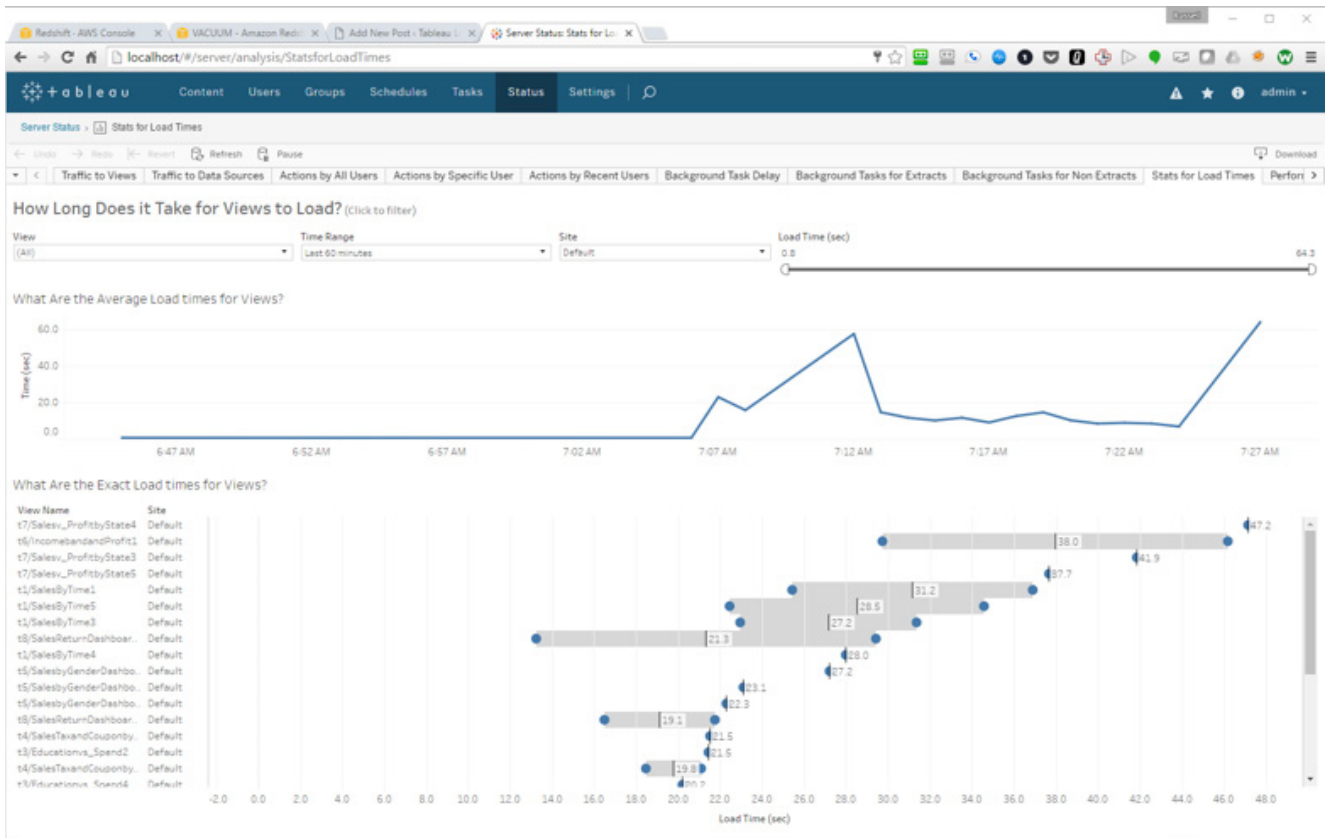 Redshift - AWS Console
VACUUM - Amazon Reds
Add New Post ‹ Tableau L
Server Status: Stats for Lo
localhost/#/server/analysis/StatsforLoadTimes
+ a b l e a u
Content Users Groups Schedules Tasks Status Settings
admin
Server Status › Stats for Load Times
Undo Redo Revert Refresh Pause Download
Traffic to Views Traffic to Data Sources Actions by All Users Actions by Specific User Actions by Recent Users Background Task Delay Background Tasks for Extracts Background Tasks for Non Extracts Stats for Load Times Perforn
How Long Does it Take for Views to Load? (Click to filter)
View Time Range Site Load Time (sec)
(All) Last 60 minutes Default 0.8 64.3
What Are the Average Load times for Views?
Time (sec)
60.0
40.0
20.0
0.0
6:47 AM 6:52 AM 6:57 AM 7:02 AM 7:07 AM 7:12 AM 7:17 AM 7:22 AM 7:27 AM
What Are the Exact Load times for Views?
View Name Site
t7/Salesv_ProfitbyState4 Default 47.2
t6/IncomebandandProfit1 Default 38.0
t7/Salesv_ProfitbyState3 Default 41.9
t7/Salesv_ProfitbyState5 Default 37.7
t1/SalesByTime1 Default 31.2
t1/SalesByTime5 Default 28.5
t1/SalesByTime3 Default 27.2
t8/SalesReturnDashboar.. Default 21.3
t1/SalesByTime4 Default 28.0
t5/SalesbyGenderDashbo.. Default 27.2
t5/SalesbyGenderDashbo.. Default 23.1
t5/SalesbyGenderDashbo.. Default 22.3
t8/SalesReturnDashboar.. Default 19.1
t4/SalesTaxandCouponby.. Default 21.5
t3/Educationvs_Spend2 Default 21.5
t4/SalesTaxandCouponby.. Default 19.8
t3/Educationvs_Spend4 Default 20.2
-2.0 0.0 2.0 4.0 6.0 8.0 10.0 12.0 14.0 16.0 18.0 20.0 22.0 24.0 26.0 28.0 30.0 32.0 34.0 36.0 38.0 40.0 42.0 44.0 46.0 48.0
Load Time (sec)